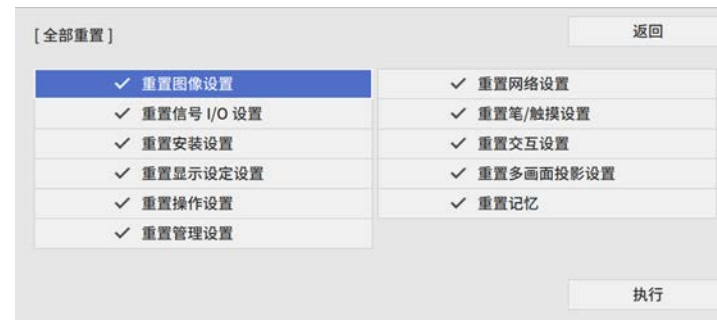 [ 全部重置 ]
返回
✓ 重置图像设置
✓ 重置信号 I/O 设置
✓ 重置安装设置
✓ 重置显示设定设置
✓ 重置操作设置
✓ 重置管理设置
✓ 重置网络设置
✓ 重置笔/触摸设置
✓ 重置交互设置
✓ 重置多画面投影设置
✓ 重置记忆
执行